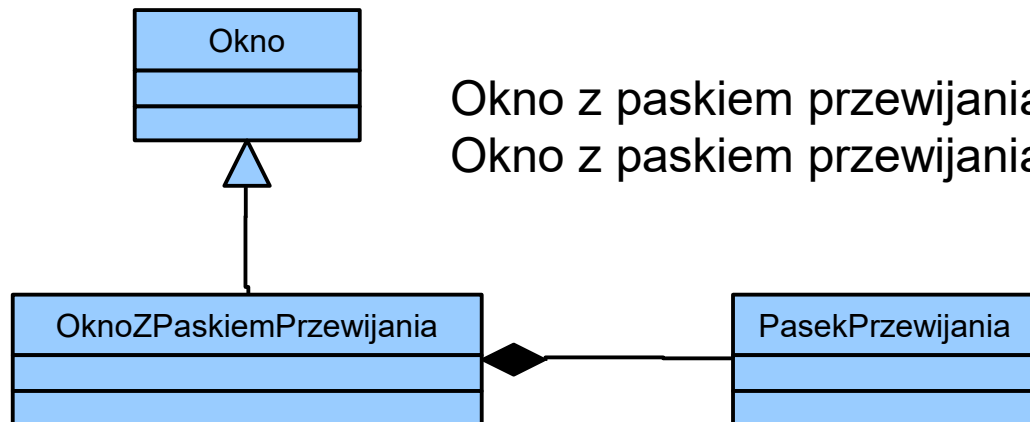 Okno
Okno z paskiem przewijania
Okno z paskiem przewijania
OknoZPaskiemPrzewijania
PasekPrzewijania